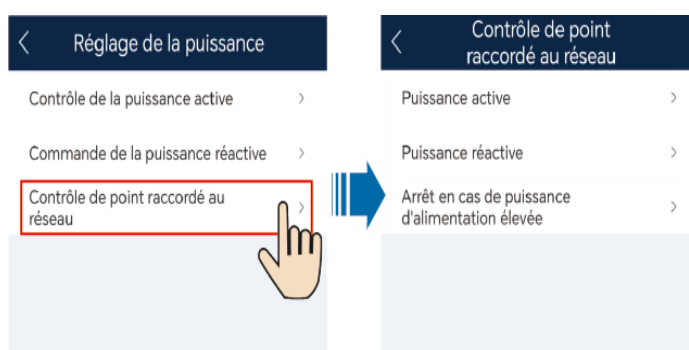 Réglage de la puissance
Contrôle de la puissance active
Commande de la puissance réactive
Contrôle de point raccordé au
réseau
Contrôle de point
raccordé au réseau
Puissance active
Puissance réactive
Arrêt en cas de puissance
d'alimentation élevée